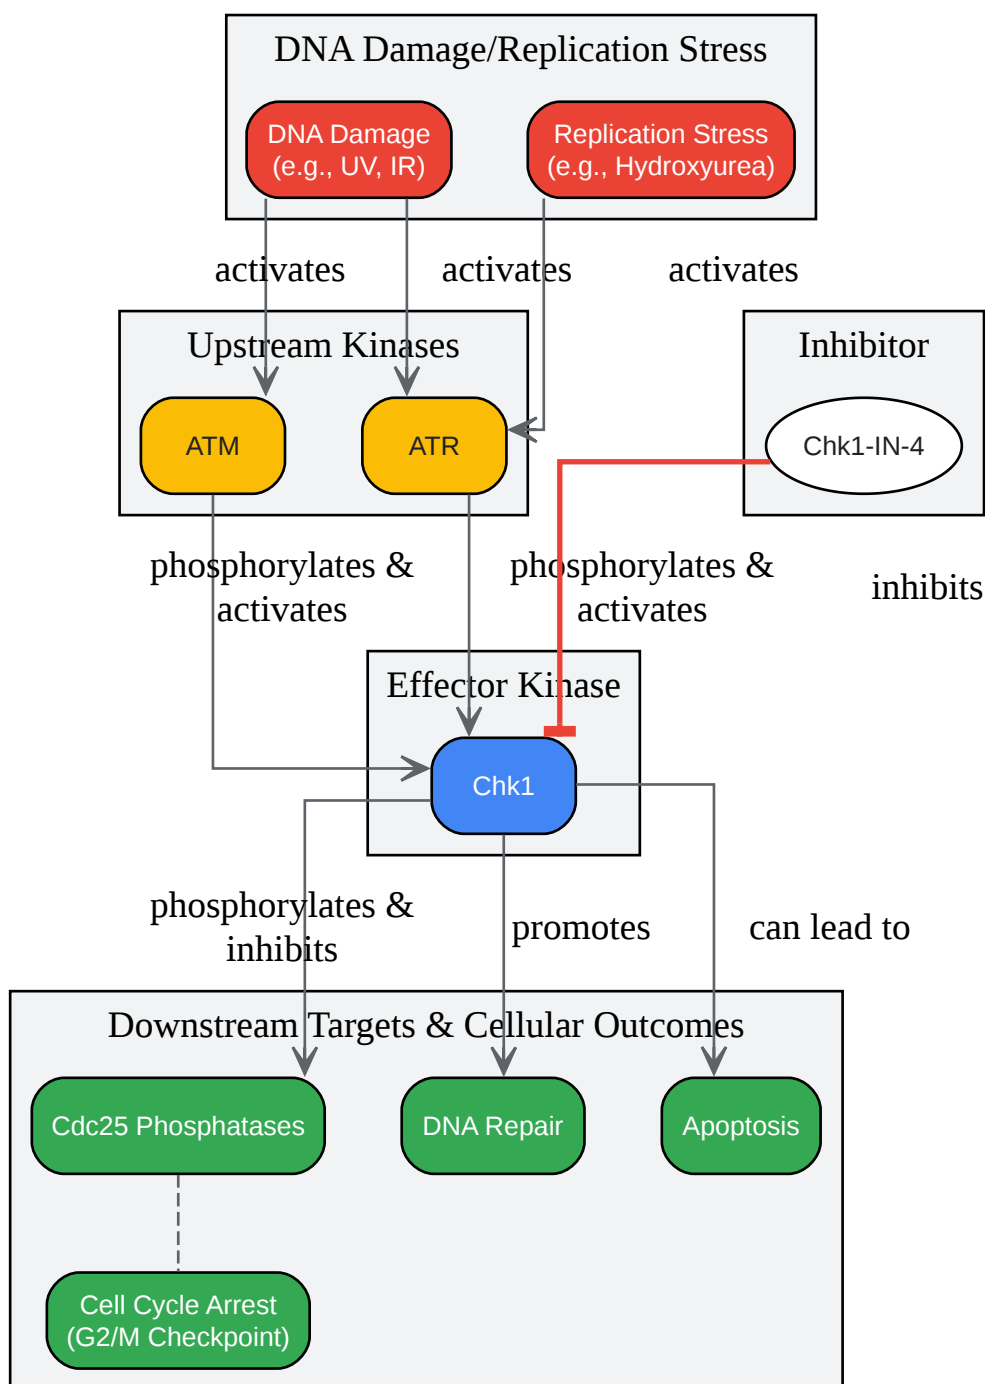 DNA Damage/Replication Stress
DNA Damage
(e.g., UV, IR)
Replication Stress
(e.g., Hydroxyurea)
activates
activates
activates
Upstream Kinases
Inhibitor
ATM
ATR
Chk1-IN-4
phosphorylates &
activates
phosphorylates &
activates
inhibits
Effector Kinase
Chk1
phosphorylates &
inhibits
promotes
can lead to
Downstream Targets & Cellular Outcomes
Cdc25 Phosphatases
DNA Repair
Apoptosis
Cell Cycle Arrest
(G2/M Checkpoint)